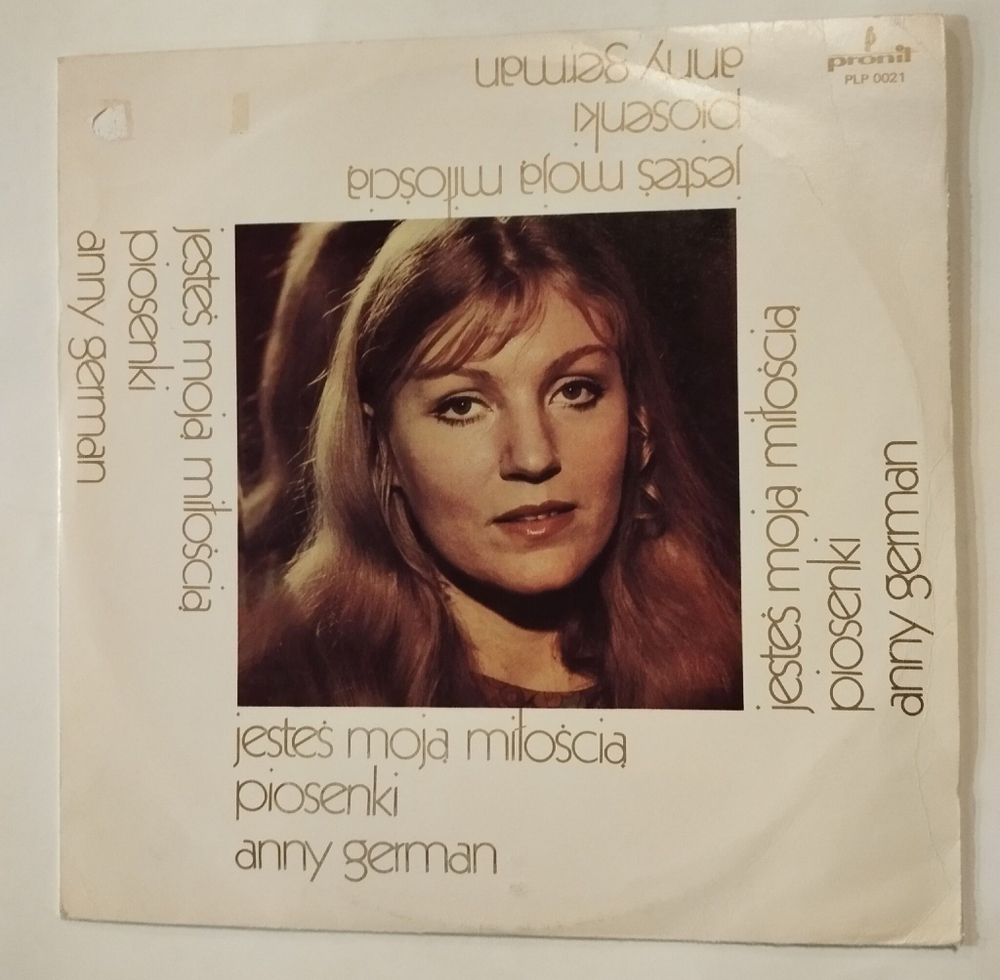 pronit
PLP 0021
anny german
piosenki
jesteś moją miłością
jesteś moją miłością
piosenki
anny german
jesteś moją miłością
piosenki
anny german
jesteś moją miłością
piosenki
anny german